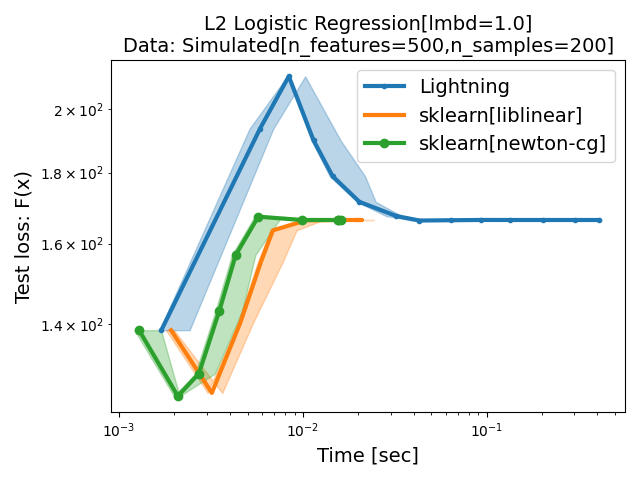 L2 Logistic Regression[lmbd=1.0]
Data: Simulated[n_features=500,n_samples=200]
Lightning
sklearn[liblinear]
sklearn[newton-cg]
Test loss: F(x)
2 × 10²
1.8 × 10²
1.6 × 10²
1.4 × 10²
10⁻³ 10⁻² 10⁻¹
Time [sec]